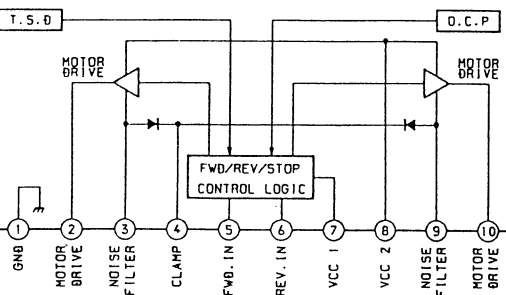 T.S.D
O.C.P
MOTOR
DRIVE
MOTOR
DRIVE
FWD/REV/STOP
CONTROL LOGIC
1
2
3
4
5
6
7
8
9
10
GND
MOTOR
DRIVE
NOISE
FILTER
CLAMP
FWD.IN
REV.IN
VCC 1
VCC 2
NOISE
FILTER
MOTOR
DRIVE